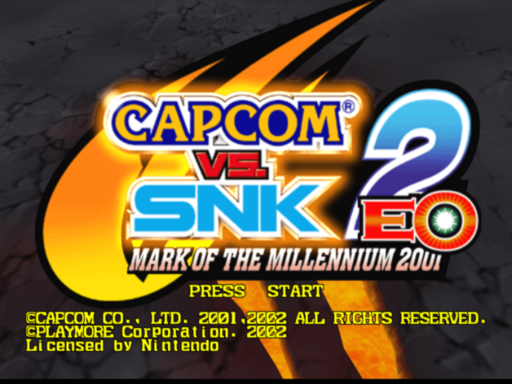 CAPCOM®
VS.
SNK 2
EO
MARK OF THE MILLENNIUM 2001
PRESS START
©CAPCOM CO., LTD. 2001,2002 ALL RIGHTS RESERVED.
©PLAYMORE Corporation. 2002
Licensed by Nintendo